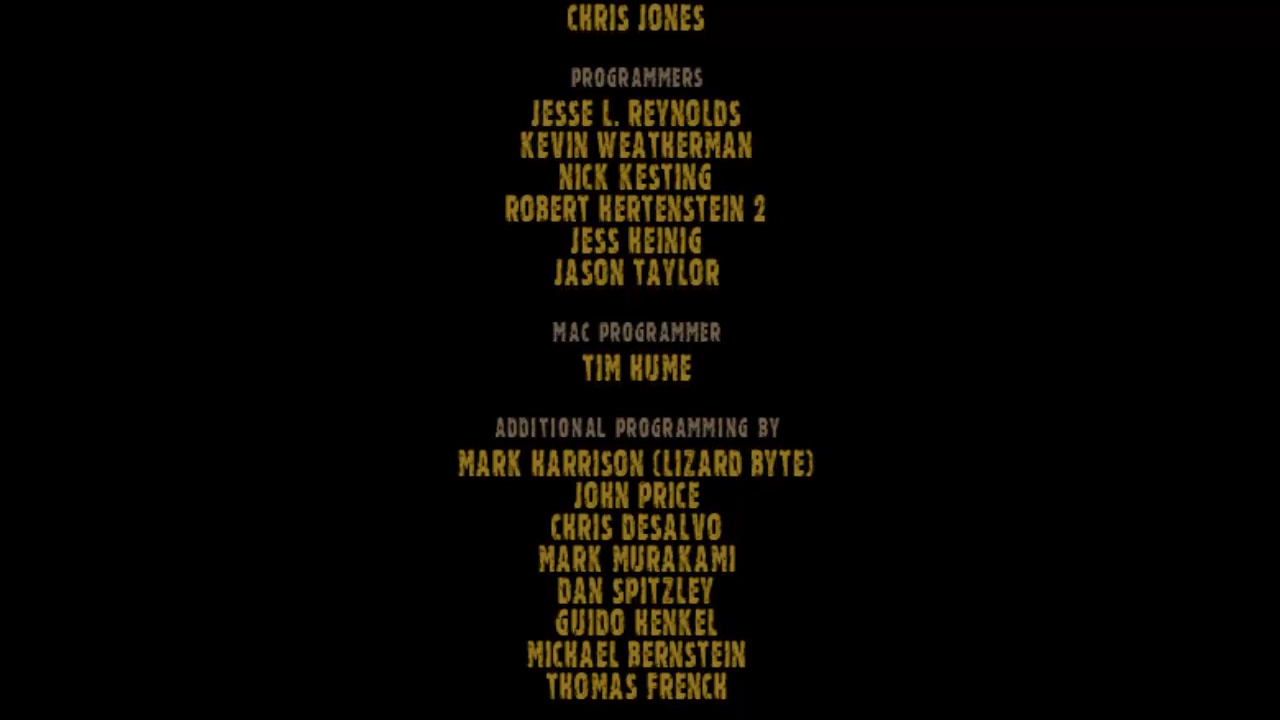 CHRIS JONES
PROGRAMMERS
JESSE L. REYNOLDS
KEVIN WEATHERMAN
NICK KESTING
ROBERT HERTENSTEIN 2
JESS HEINIG
JASON TAYLOR
MAC PROGRAMMER
TIM HUME
ADDITIONAL PROGRAMMING BY
MARK HARRISON (LIZARD BYTE)
JOHN PRICE
CHRIS DESALVO
MARK MURAKAMI
DAN SPITZLEY
GUIDO HENKEL
MICHAEL BERNSTEIN
THOMAS FRENCH